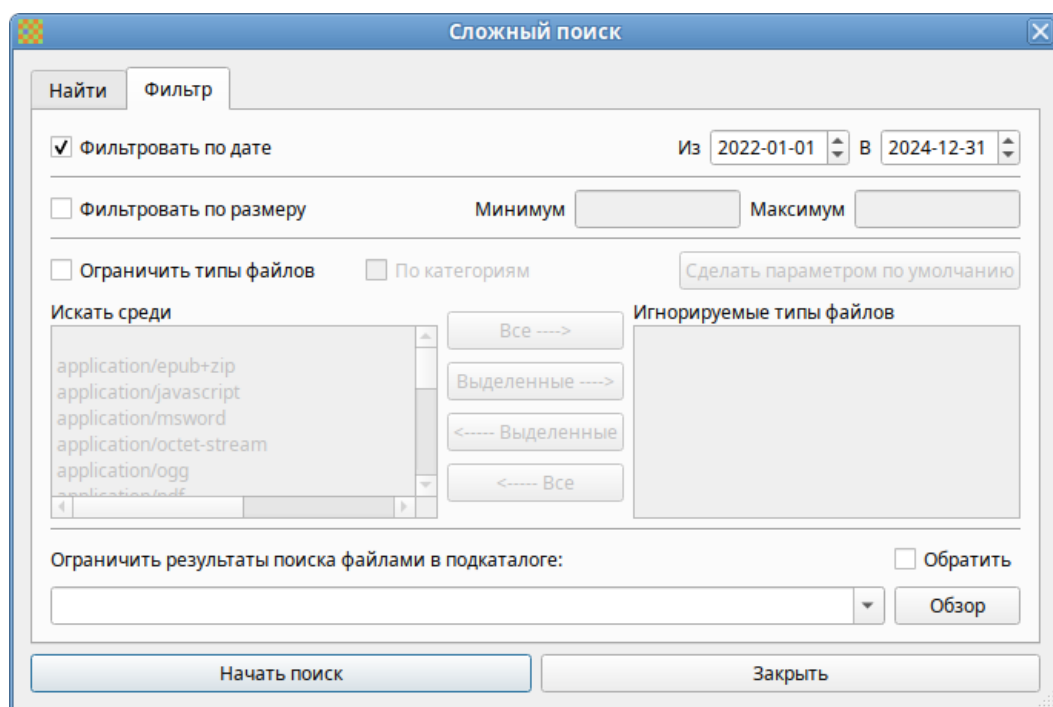 Сложный поиск
Найти Фильтр
Фильтровать по дате Из 2022-01-01 В 2024-12-31
Фильтровать по размеру Минимум Максимум
Ограничить типы файлов По категориям Сделать параметром по умолчанию
Искать среди Игнорируемые типы файлов
Все ---->
application/epub+zip
Выделенные ---->
application/javascript
application/msword
<----- Выделенные
application/octet-stream
application/ogg
<----- Все
application/pdf
Ограничить результаты поиска файлами в подкаталоге: Обратить
Обзор
Начать поиск Закрыть